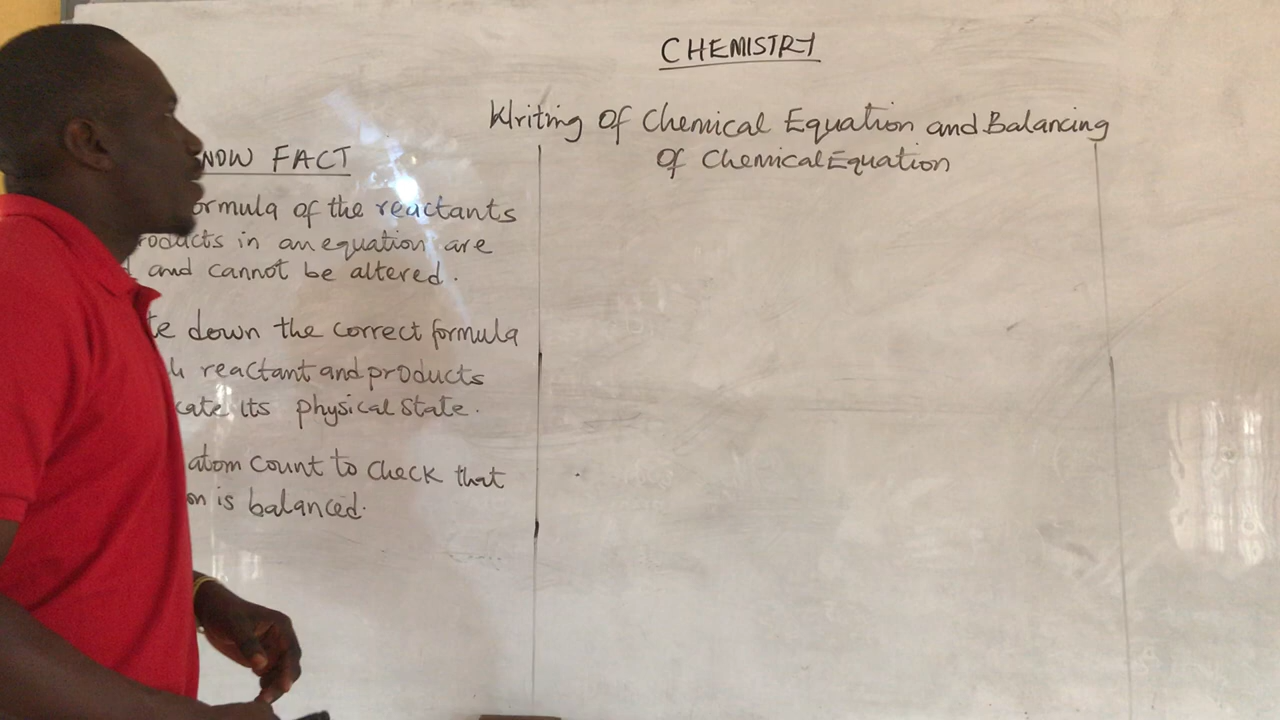 CHEMISTRY
Writing of Chemical Equation and Balancing
of Chemical Equation
NOW FACT
ormula of the reactants
roducts in an equation are
and cannot be altered.
te down the correct formula
reactant and products
cate its physical state.
atom count to check that
on is balanced.